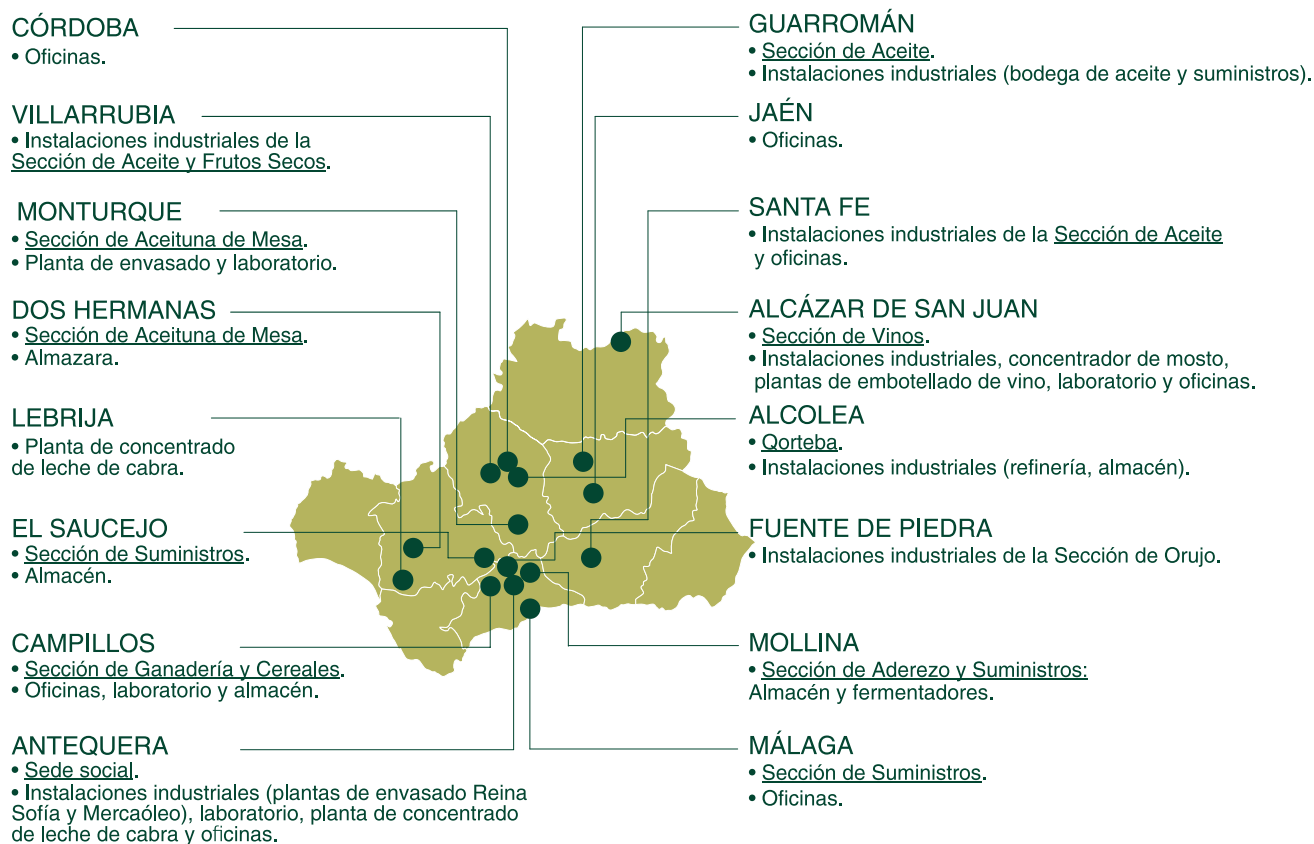 CÓRDOBA
• Oficinas.
VILLARRUBIA
• Instalaciones industriales de la
Sección de Aceite y Frutos Secos.
MONTURQUE
• Sección de Aceituna de Mesa.
• Planta de envasado y laboratorio.
DOS HERMANAS
• Sección de Aceituna de Mesa.
• Almazara.
LEBRIJA
• Planta de concentrado
de leche de cabra.
EL SAUCEJO
• Sección de Suministros.
• Almacén.
CAMPILLOS
• Sección de Ganadería y Cereales.
• Oficinas, laboratorio y almacén.
ANTEQUERA
• Sede social.
• Instalaciones industriales (plantas de envasado Reina
Sofía y Mercaóleo), laboratorio, planta de concentrado
de leche de cabra y oficinas.
GUARROMÁN
• Sección de Aceite.
• Instalaciones industriales (bodega de aceite y suministros).
JAÉN
• Oficinas.
SANTA FE
• Instalaciones industriales de la Sección de Aceite
y oficinas.
ALCÁZAR DE SAN JUAN
• Sección de Vinos.
• Instalaciones industriales, concentrador de mosto,
plantas de embotellado de vino, laboratorio y oficinas.
ALCOLEA
• Qorteba.
• Instalaciones industriales (refinería, almacén).
FUENTE DE PIEDRA
• Instalaciones industriales de la Sección de Orujo.
MOLLINA
• Sección de Aderezo y Suministros:
Almacén y fermentadores.
MÁLAGA
• Sección de Suministros.
• Oficinas.